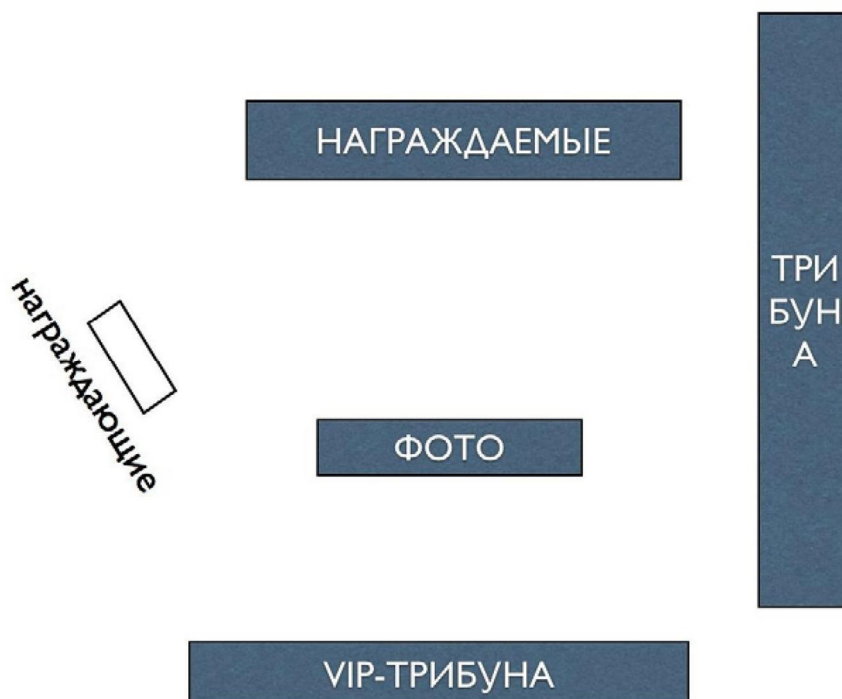 НАГРАЖДАЕМЫЕ
ТРИ
БУН
А
награждающие
ФОТО
VIP-ТРИБУНА